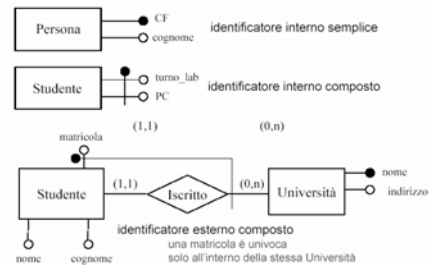 Persona
CF
cognome
identificatore interno semplice
Studente
turno_lab
PC
identificatore interno composto
(1,1)
(0,n)
matricola
Studente
(1,1)
Iscritto
(0,n)
Università
nome
indirizzo
nome
cognome
identificatore esterno composto
una matricola è univoca
solo all'interno della stessa Università